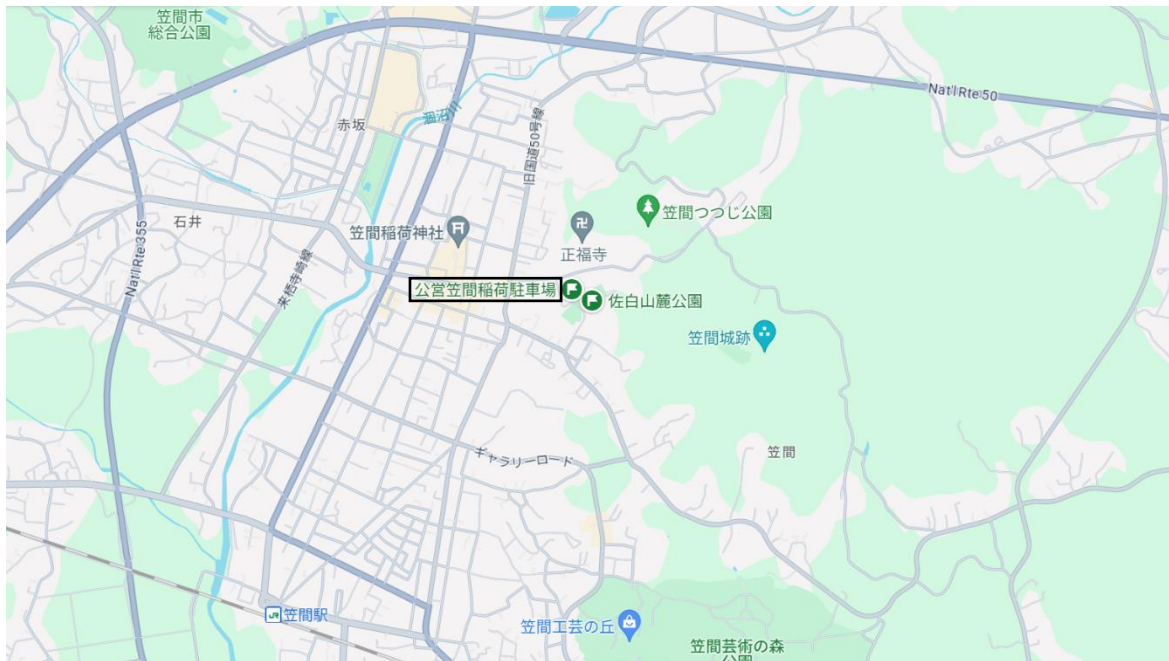 笠間市
総合公園
Nat'l Rte 50
涸沼川
赤坂
旧国道50号線
石井
笠間つつじ公園
笠間稲荷神社
正福寺
Nat'l Rte 355
来栖寺崎線
公営笠間稲荷駐車場
佐白山麓公園
笠間城跡
ギャラリーロード
笠間
JR
笠間駅
笠間工芸の丘
笠間芸術の森
公園